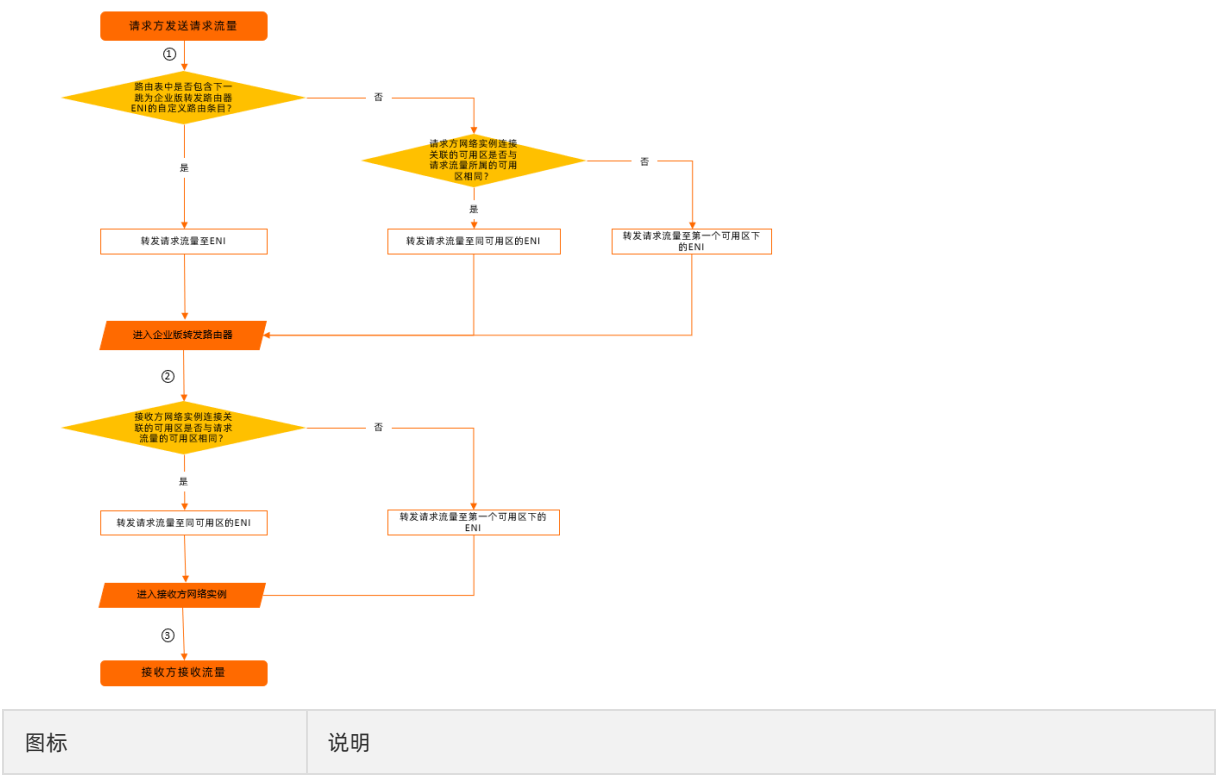 请求方发送请求流量
①
路由表中是否包含下一
跳为企业版转发路由器
ENI的自定义路由条目？
否
请求方网络实例连接
关联的可用区是否与
请求流量所属的可用
区相同？
否
是
是
转发请求流量至ENI
转发请求流量至同可用区的ENI
转发请求流量至第一个可用区下
的ENI
进入企业版转发路由器
②
接收方网络实例连接关
联的可用区是否与请求
流量的可用区相同？
否
是
转发请求流量至同可用区的ENI
转发请求流量至第一个可用区下的
ENI
进入接收方网络实例
③
接收方接收流量
图标
说明